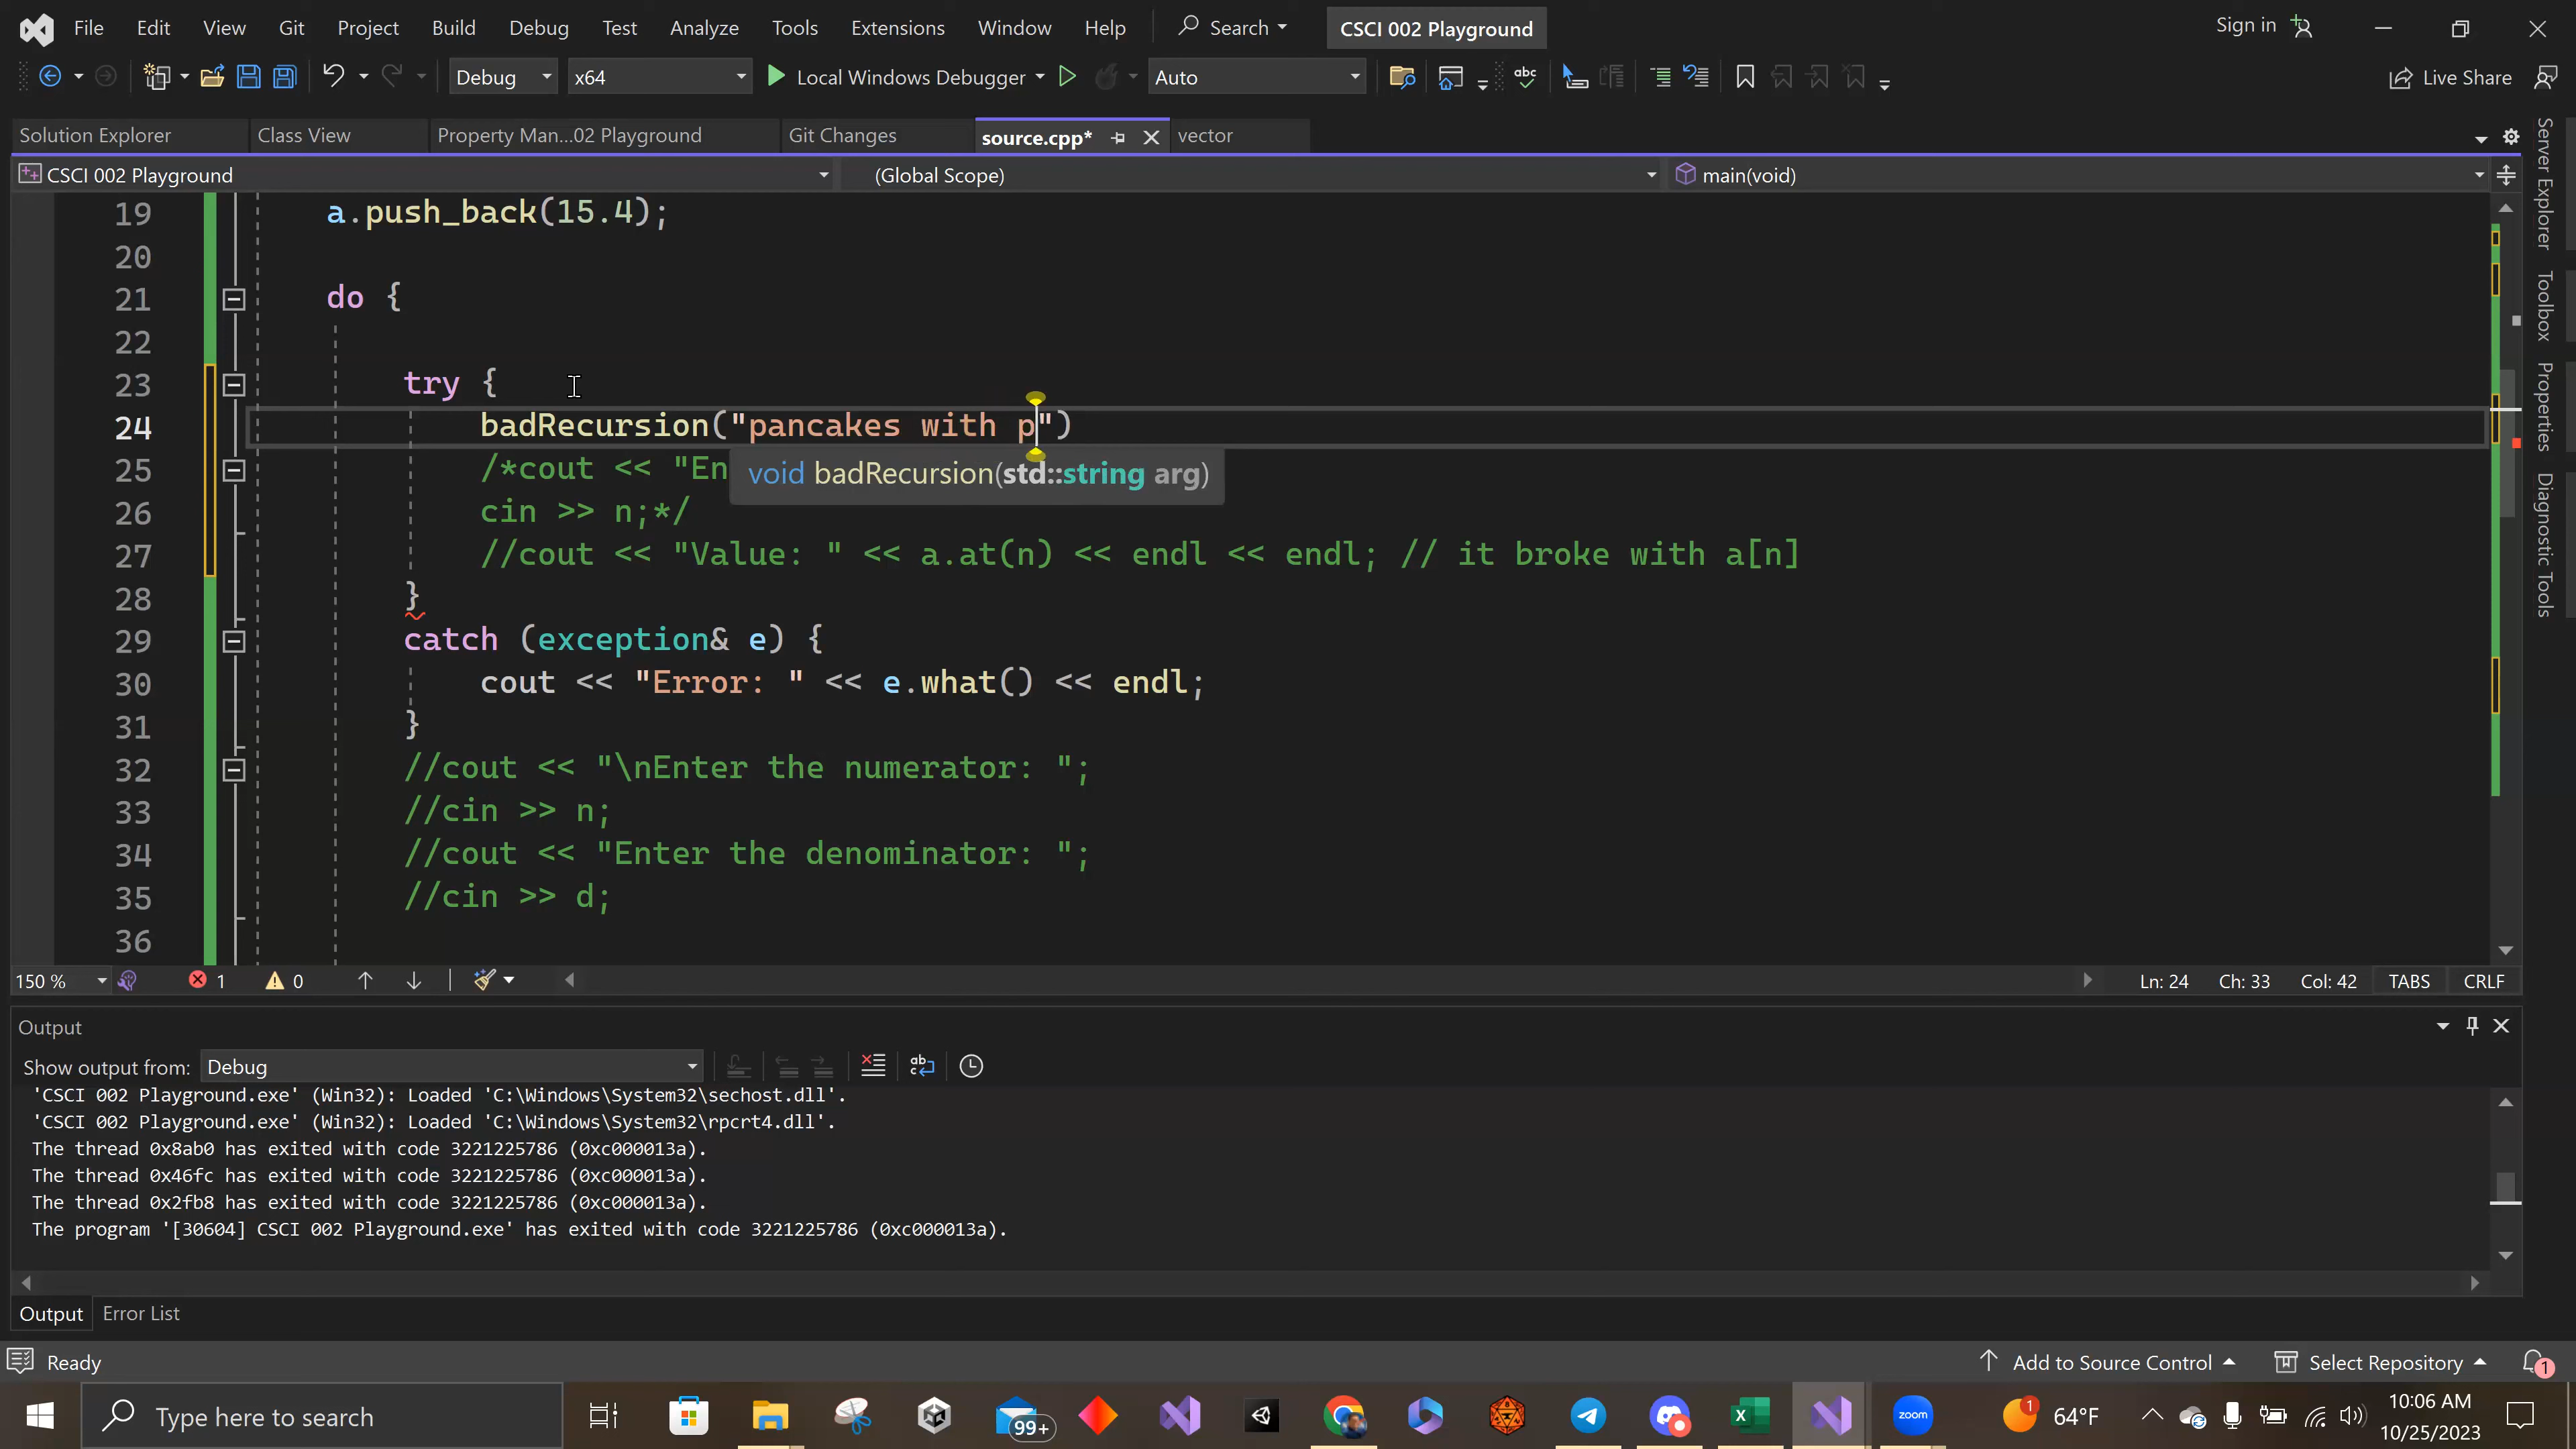 File Edit View Git Project Build Debug Test Analyze Tools Extensions Window Help Search CSCI 002 Playground Sign in
Debug x64 Local Windows Debugger Auto Live Share
Solution Explorer Class View Property Man...02 Playground Git Changes source.cpp* vector
CSCI 002 Playground (Global Scope) main(void)
19 a.push_back(15.4);
20
21 do {
22
23 try {
24 badRecursion("pancakes with p")
25 /*cout << "En
void badRecursion(std::string arg)
26 cin >> n;*/
27 //cout << "Value: " << a.at(n) << endl << endl; // it broke with a[n]
28 }
29 catch (exception& e) {
30 cout << "Error: " << e.what() << endl;
31 }
32 //cout << "\nEnter the numerator: ";
33 //cin >> n;
34 //cout << "Enter the denominator: ";
35 //cin >> d;
36
Server Explorer
Toolbox
Properties
Diagnostic Tools
150 % 1 0 Ln: 24 Ch: 33 Col: 42 TABS CRLF
Output
Show output from: Debug
'CSCI 002 Playground.exe' (Win32): Loaded 'C:\Windows\System32\sechost.dll'.
'CSCI 002 Playground.exe' (Win32): Loaded 'C:\Windows\System32\rpcrt4.dll'.
The thread 0x8ab0 has exited with code 3221225786 (0xc000013a).
The thread 0x46fc has exited with code 3221225786 (0xc000013a).
The thread 0x2fb8 has exited with code 3221225786 (0xc000013a).
The program '[30604] CSCI 002 Playground.exe' has exited with code 3221225786 (0xc000013a).
Output Error List
Ready Add to Source Control Select Repository 1
Type here to search 99+ zoom 1 64°F 10:06 AM
10/25/2023